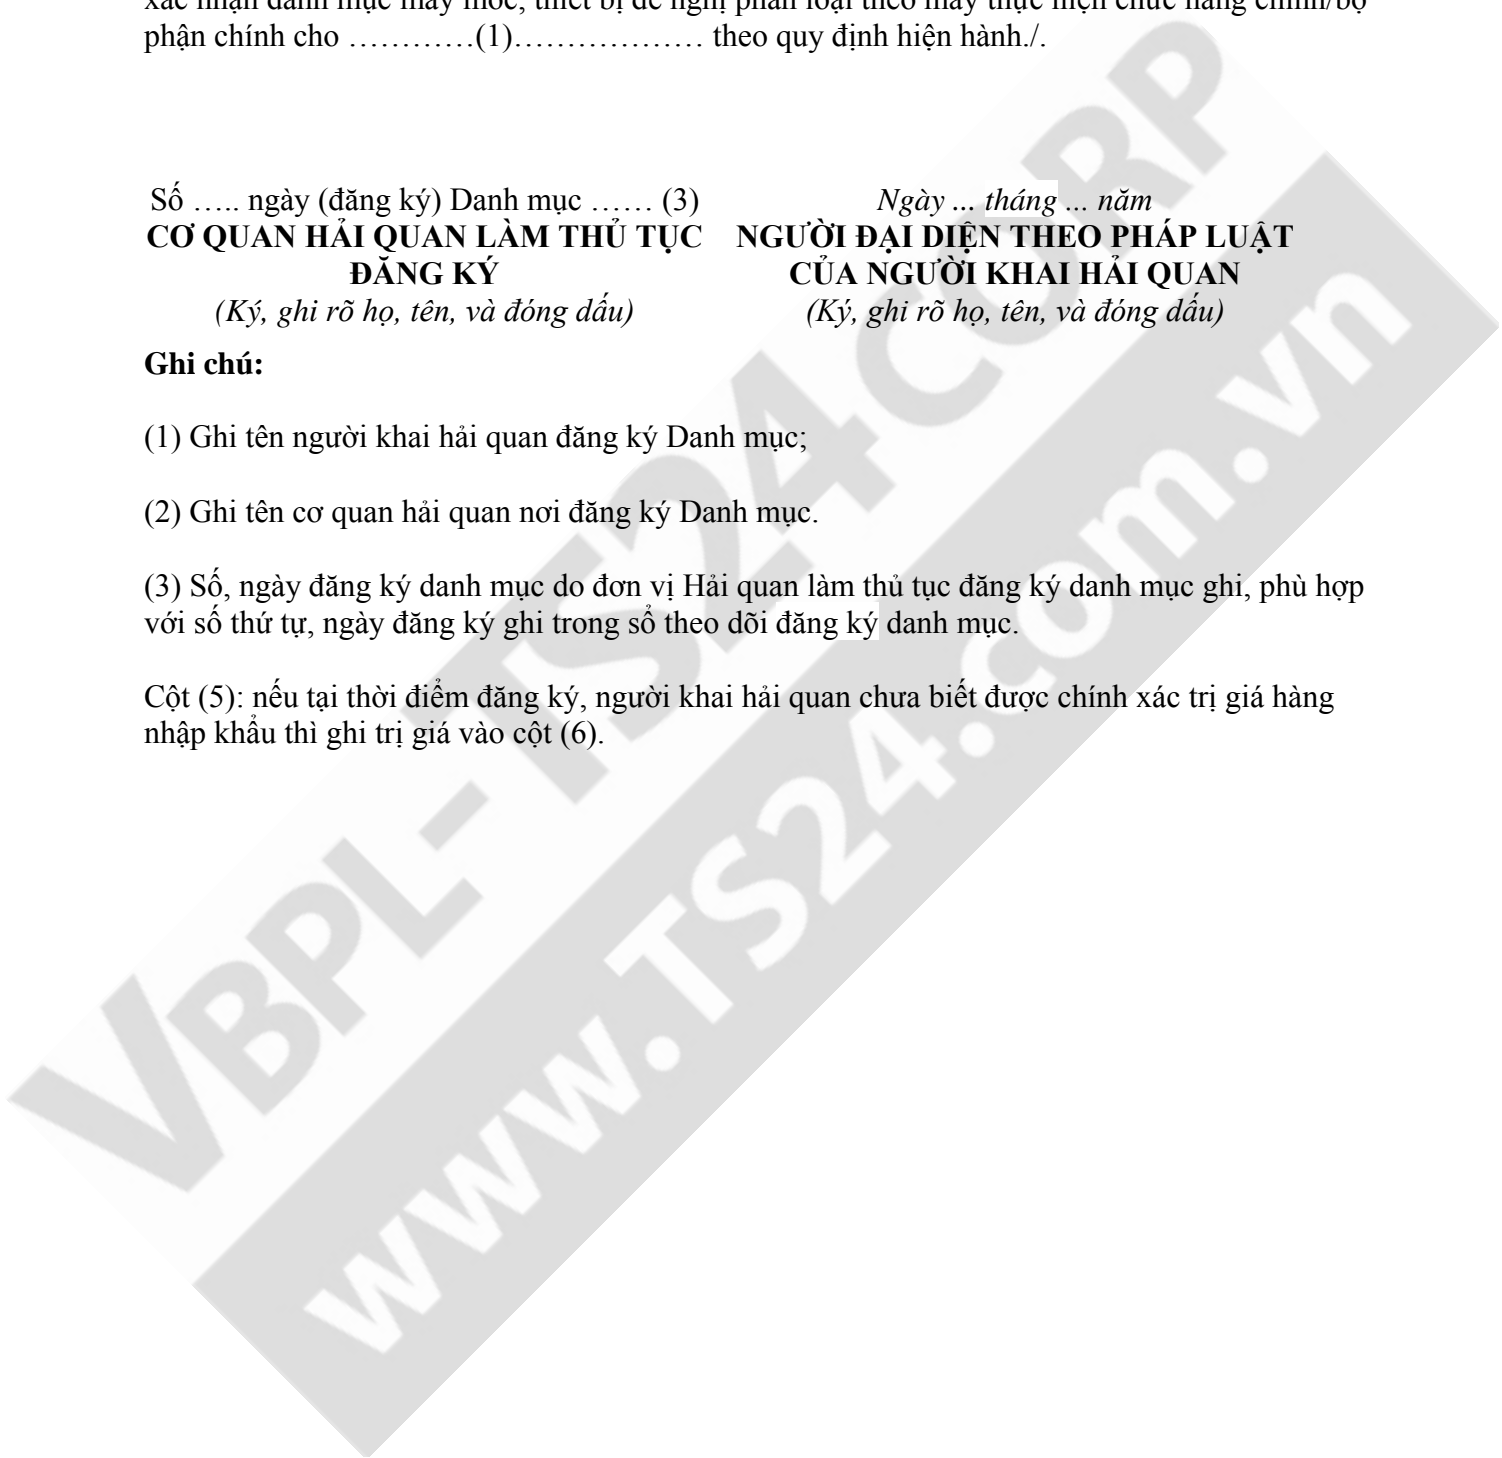 xác nhận danh mục máy móc, thiết bị đề nghị phân loại theo máy thực hiện chức năng chính/bộ
phận chính cho …………(1)……………… theo quy định hiện hành./.
Số ….. ngày (đăng ký) Danh mục …… (3)
CƠ QUAN HẢI QUAN LÀM THỦ TỤC
ĐĂNG KÝ
(Ký, ghi rõ họ, tên, và đóng dấu)
Ngày ... tháng ... năm
NGƯỜI ĐẠI DIỆN THEO PHÁP LUẬT
CỦA NGƯỜI KHAI HẢI QUAN
(Ký, ghi rõ họ, tên, và đóng dấu)
Ghi chú:
(1) Ghi tên người khai hải quan đăng ký Danh mục;
(2) Ghi tên cơ quan hải quan nơi đăng ký Danh mục.
(3) Số, ngày đăng ký danh mục do đơn vị Hải quan làm thủ tục đăng ký danh mục ghi, phù hợp
với số thứ tự, ngày đăng ký ghi trong sổ theo dõi đăng ký danh mục.
Cột (5): nếu tại thời điểm đăng ký, người khai hải quan chưa biết được chính xác trị giá hàng
nhập khẩu thì ghi trị giá vào cột (6).
VBPL-TS24CORP
www.TS24.com.vn